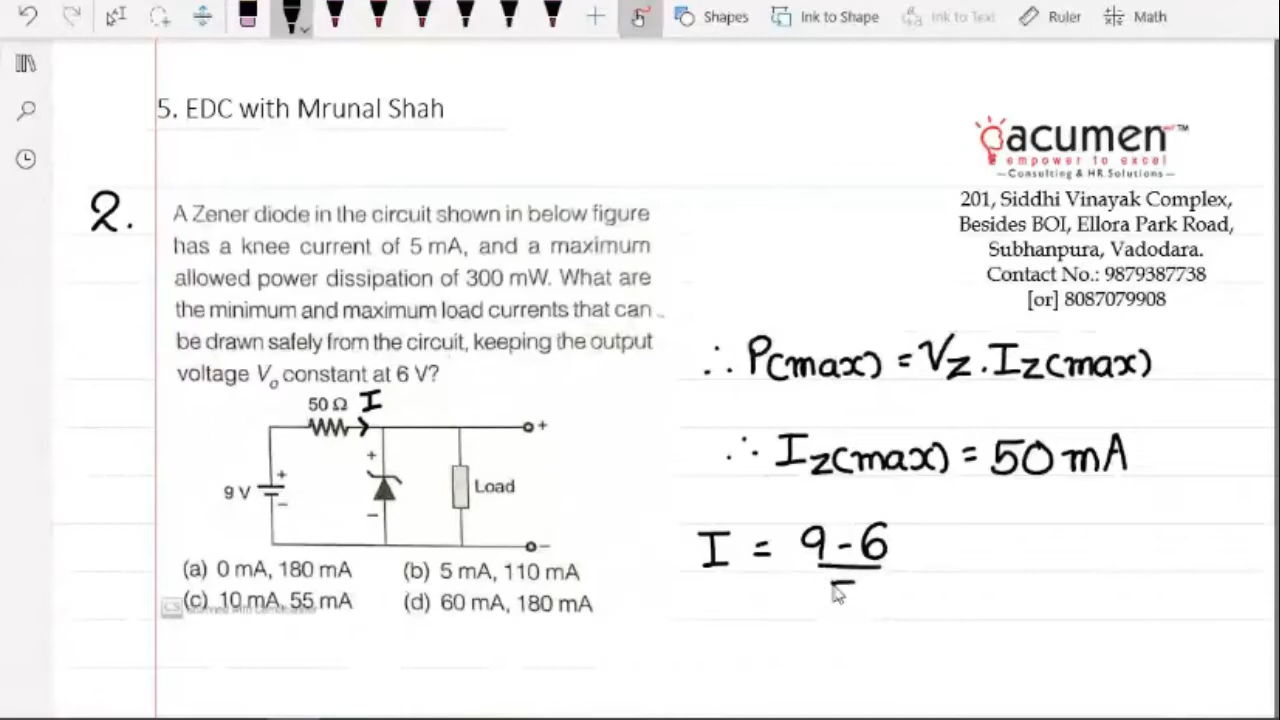 Shapes Ink to Shape Ink to Text Ruler Math
5. EDC with Mrunal Shah
acumen™
empower to excel
—Consulting & HR Solutions—
201, Siddhi Vinayak Complex,
Besides BOI, Ellora Park Road,
Subhanpura, Vadodara.
Contact No.: 9879387738
[or] 8087079908
2.
A Zener diode in the circuit shown in below figure
has a knee current of 5 mA, and a maximum
allowed power dissipation of 300 mW. What are
the minimum and maximum load currents that can
be drawn safely from the circuit, keeping the output
voltage Vo constant at 6 V?
50 Ω I
+
+
+
9 V
Load
−
−
−
(a) 0 mA, 180 mA (b) 5 mA, 110 mA
(c) 10 mA, 55 mA (d) 60 mA, 180 mA
CS
∴ P(max) = Vz . Iz(max)
∴ Iz(max) = 50 mA
I = 9 - 6